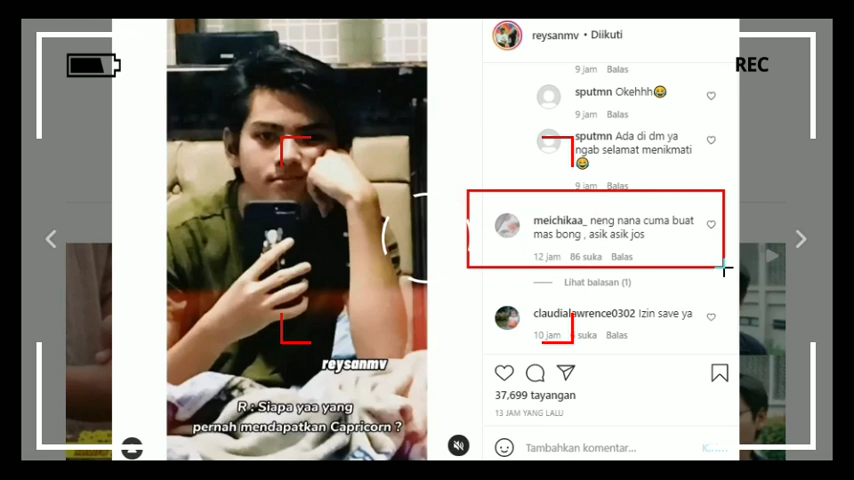 reysanmv • Diikuti
REC
9 jam Balas
sputmn Okehhh😂
9 jam Balas
sputmn Ada di dm ya
ngab selamat menikmati
😂
9 jam Balas
meichikaa_ neng nana cuma buat
mas bong , asik asik jos
12 jam 86 suka Balas
Lihat balasan (1)
claudialawrence0302 Izin save ya
10 jam suka Balas
reysanmv
R : Siapa yaa yang
pernah mendapatkan Capricorn ?
37,699 tayangan
13 JAM YANG LALU
Tambahkan komentar...